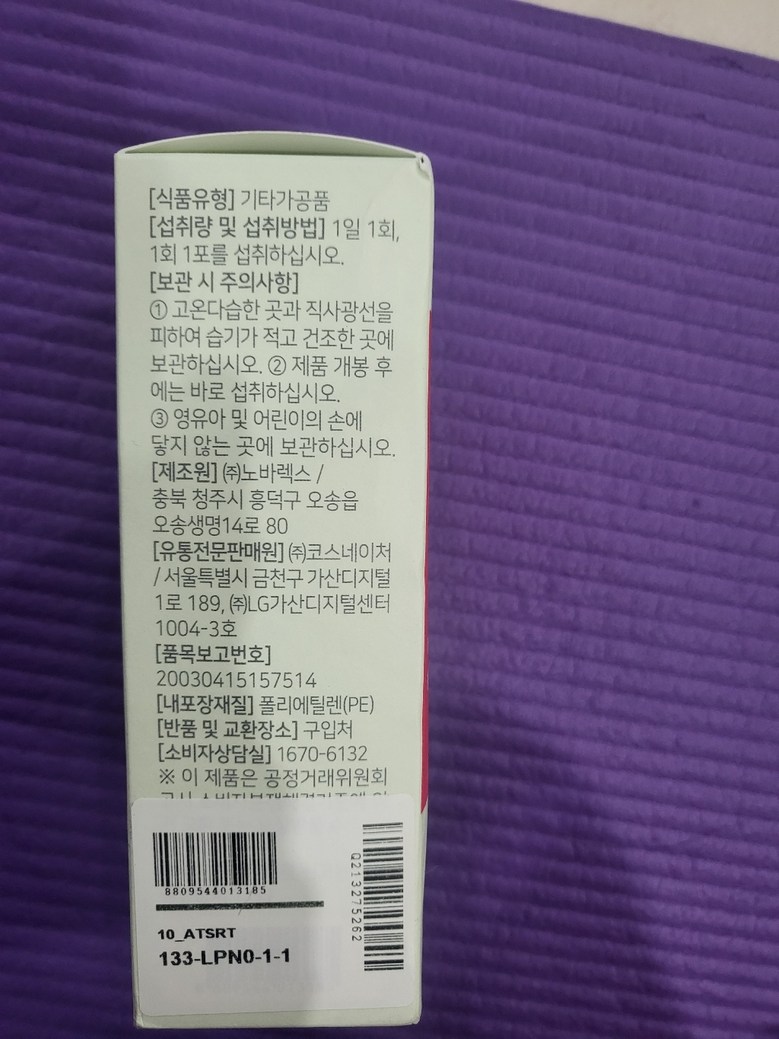 [식품유형] 기타가공품
[섭취량 및 섭취방법] 1일 1회,
1회 1포를 섭취하십시오.
[보관 시 주의사항]
① 고온다습한 곳과 직사광선을
피하여 습기가 적고 건조한 곳에
보관하십시오. ② 제품 개봉 후
에는 바로 섭취하십시오.
③ 영유아 및 어린이의 손에
닿지 않는 곳에 보관하십시오.
[제조원] ㈜노바렉스 /
충북 청주시 흥덕구 오송읍
오송생명14로 80
[유통전문판매원] ㈜코스네이처
/ 서울특별시 금천구 가산디지털
1로 189, ㈜LG가산디지털센터
1004-3호
[품목보고번호]
20030415157514
[내포장재질] 폴리에틸렌(PE)
[반품 및 교환장소] 구입처
[소비자상담실] 1670-6132
※ 이 제품은 공정거래위원회
8809544013185
Q213275262
10_ATSRT
133-LPN0-1-1